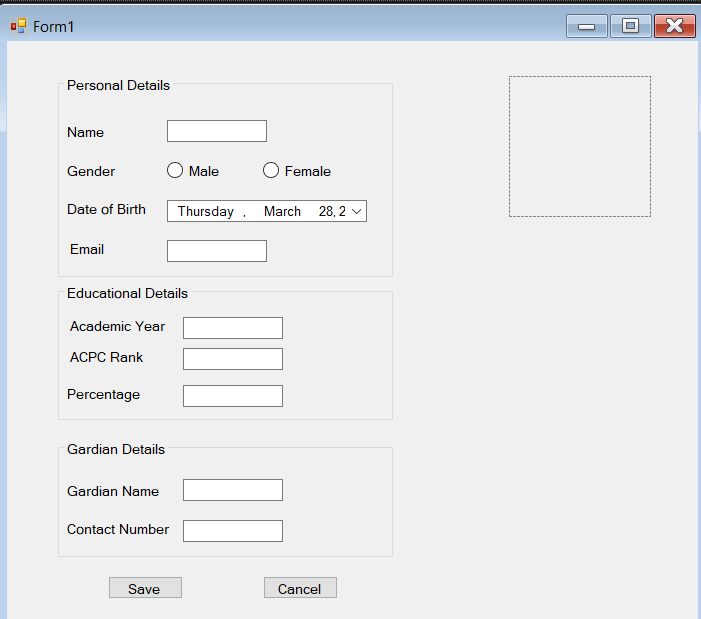 Form1
Personal Details
Name
Gender Male Female
Date of Birth Thursday , March 28, 2
Email
Educational Details
Academic Year
ACPC Rank
Percentage
Gardian Details
Gardian Name
Contact Number
Save Cancel